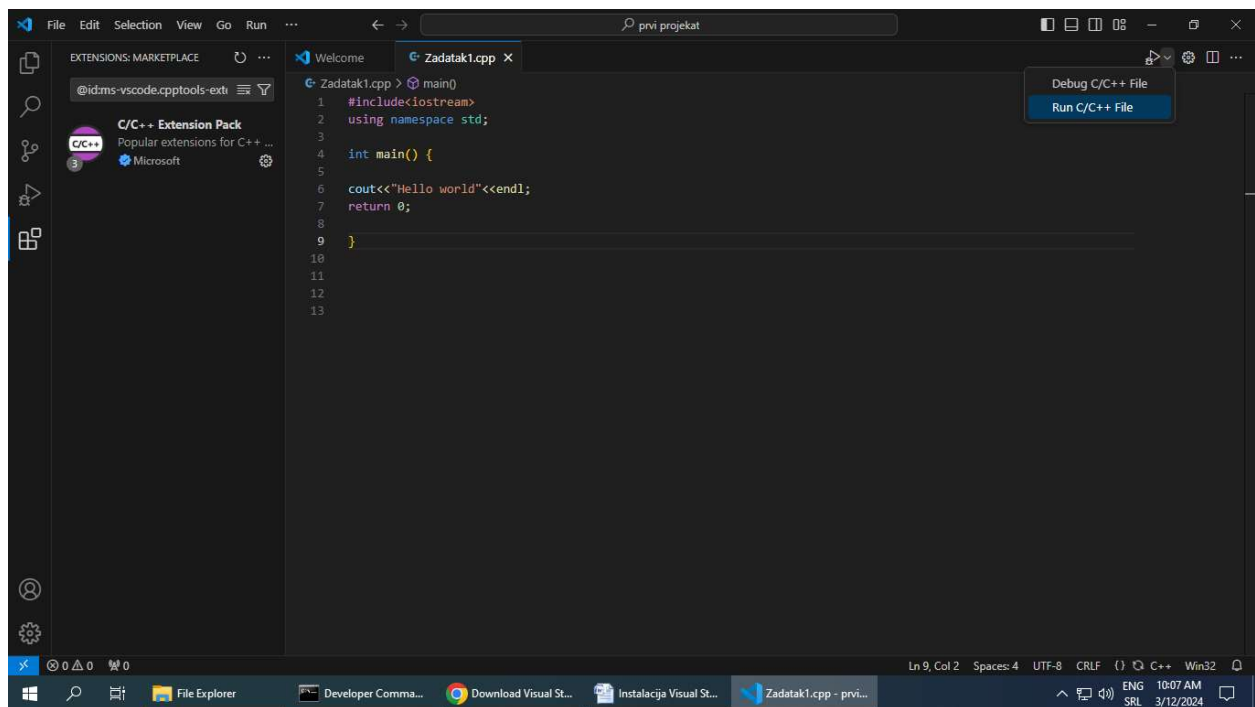 File Edit Selection View Go Run ···
prvi projekat
EXTENSIONS: MARKETPLACE
@id:ms-vscode.cpptools-exte
C/C++ Extension Pack
Popular extensions for C++ ...
Microsoft
C/C++
3
Welcome
Zadatak1.cpp
Zadatak1.cpp > main()
1 #include<iostream>
2 using namespace std;
3
4 int main() {
5
6 cout<<"Hello world"<<endl;
7 return 0;
8
9 }
10
11
12
13
Debug C/C++ File
Run C/C++ File
0 0 0
Ln 9, Col 2 Spaces: 4 UTF-8 CRLF {} C++ Win32
File Explorer
Developer Comma...
Download Visual St...
Instalacija Visual St...
Zadatak1.cpp - prvi...
ENG
SRL
10:07 AM
3/12/2024